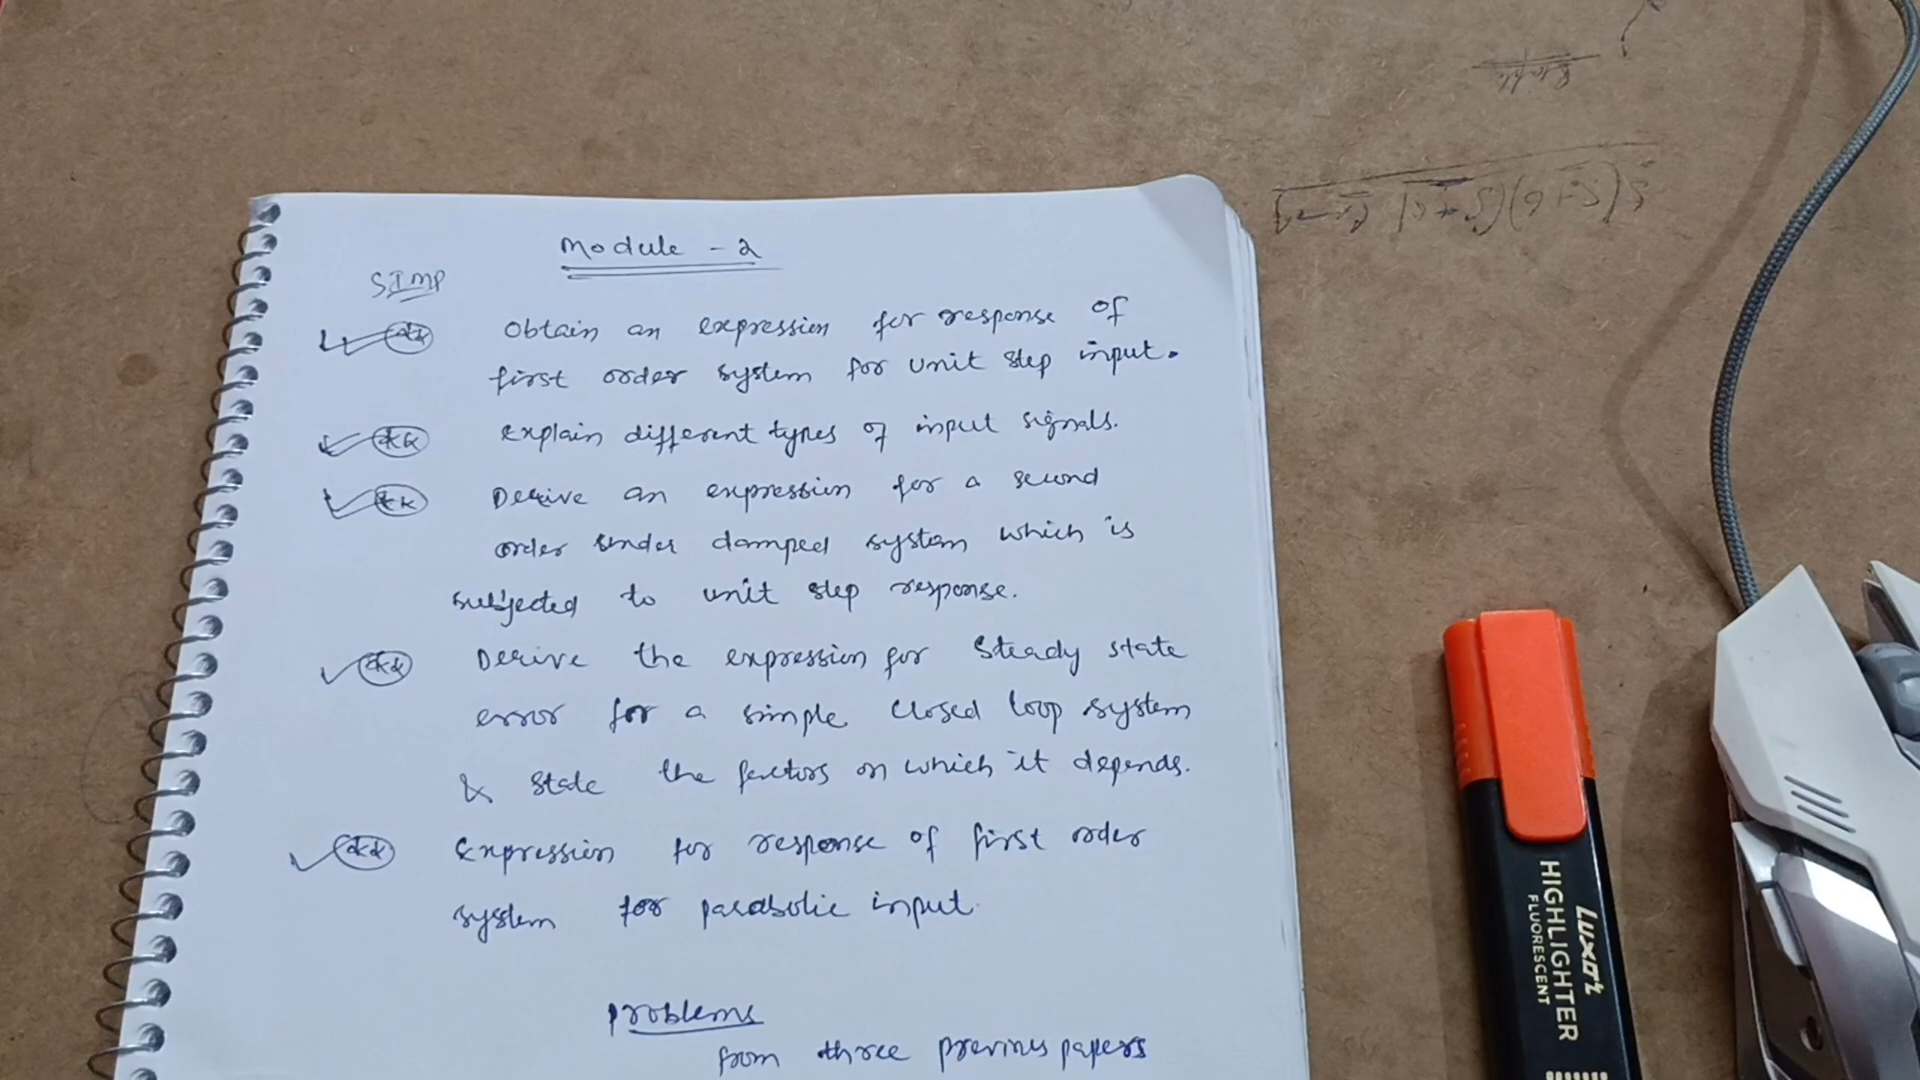 Module - 2
SIMP
Obtain an expression for response of
first order system for unit step input.
Explain different types of input signals.
Derive an expression for a second
order under damped system which is
subjected to unit step response.
Derive the expression for steady state
error for a simple closed loop system
& state the factors on which it depends.
Expression for response of first order
system for parabolic input.
Problems
from three previous papers
Luxor
HIGHLIGHTER
FLUORESCENT